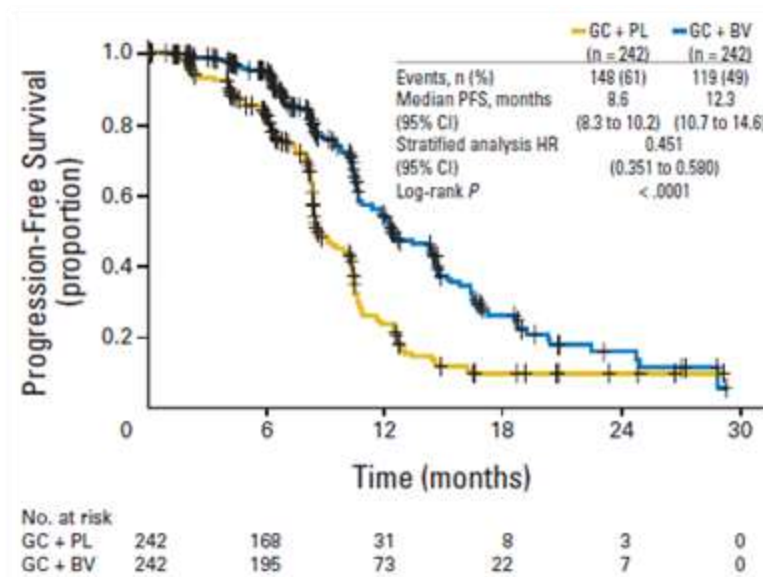 GC + PL GC + BV
(n = 242) (n = 242)
Events, n (%) 148 (61) 119 (49)
Median PFS, months 8.6 12.3
(95% CI) (8.3 to 10.2) (10.7 to 14.6)
Stratified analysis HR 0.451
(95% CI) (0.351 to 0.580)
Log-rank P < .0001
Progression-Free Survival
(proportion)
1.0
0.8
0.6
0.4
0.2
0 6 12 18 24 30
Time (months)
No. at risk
GC + PL 242 168 31 8 3 0
GC + BV 242 195 73 22 7 0